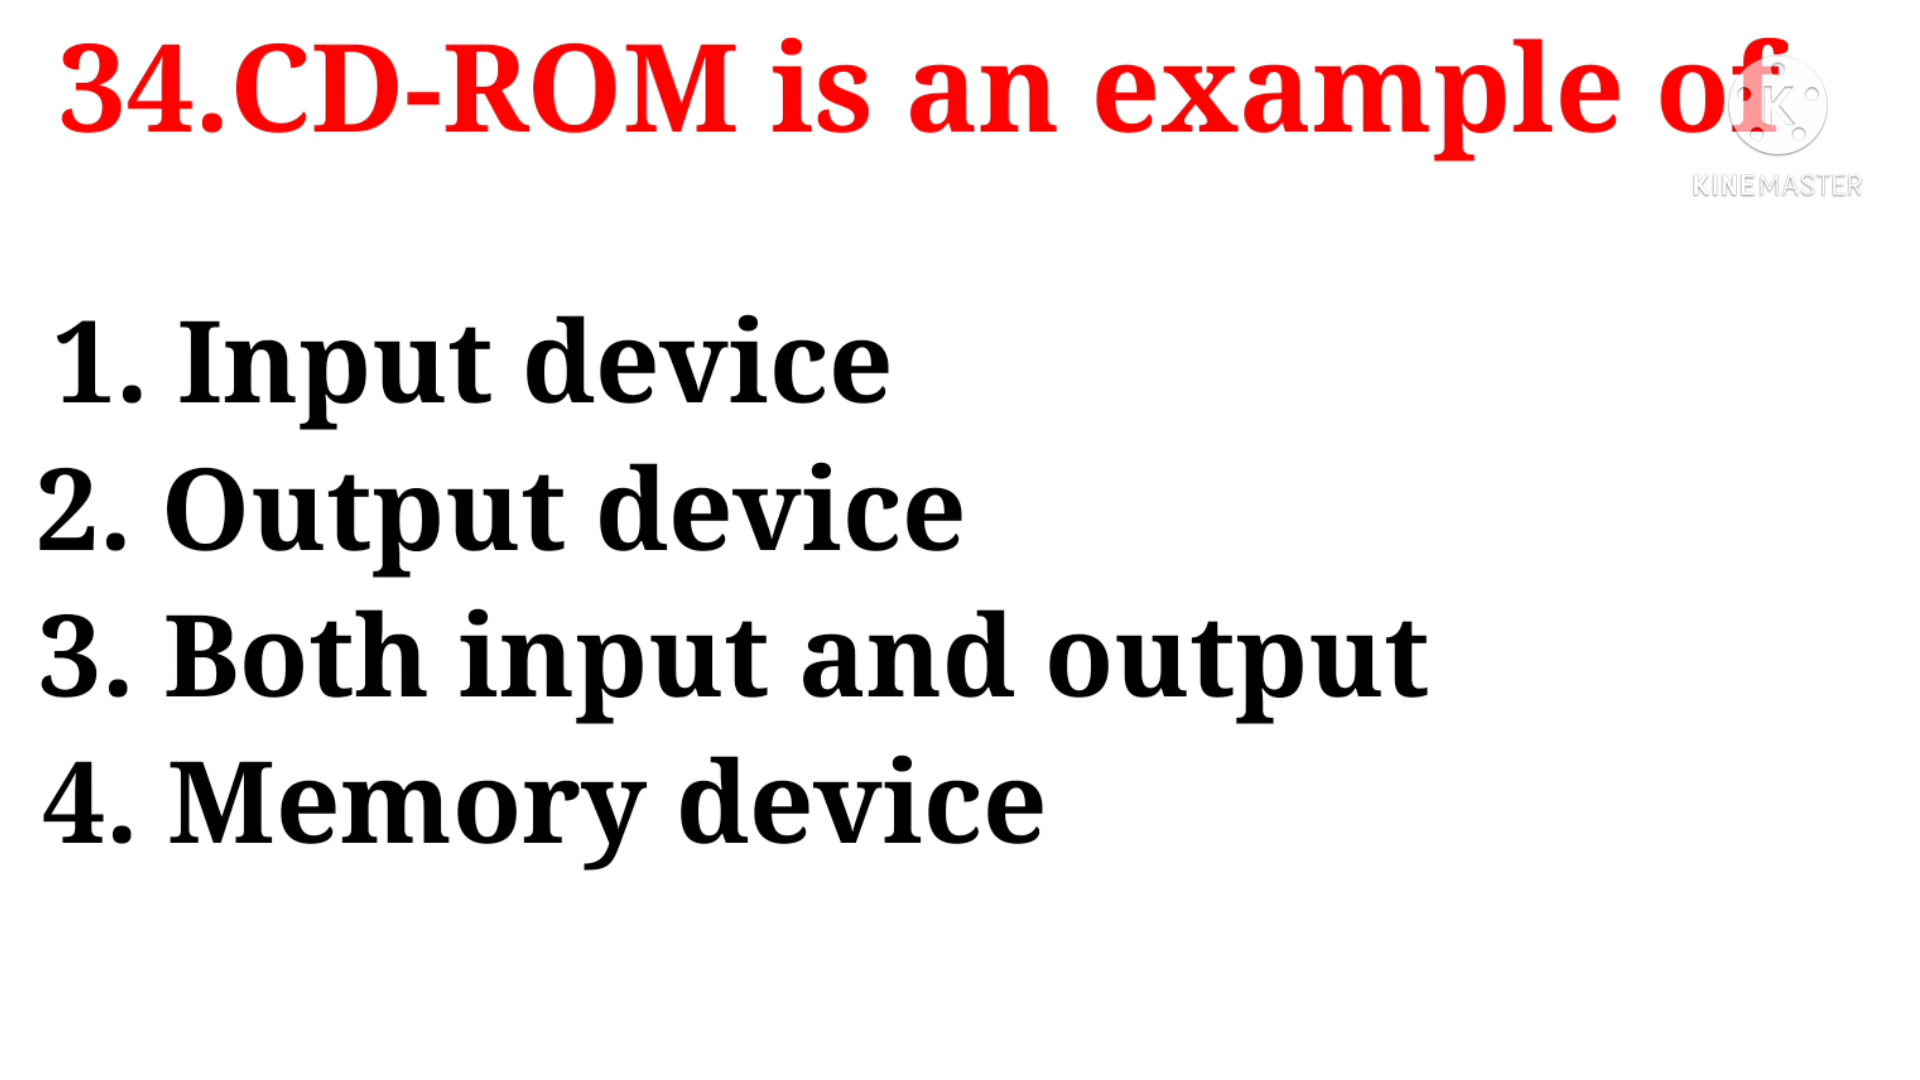 34.CD-ROM is an example of
KINEMASTER
1. Input device
2. Output device
3. Both input and output
4. Memory device